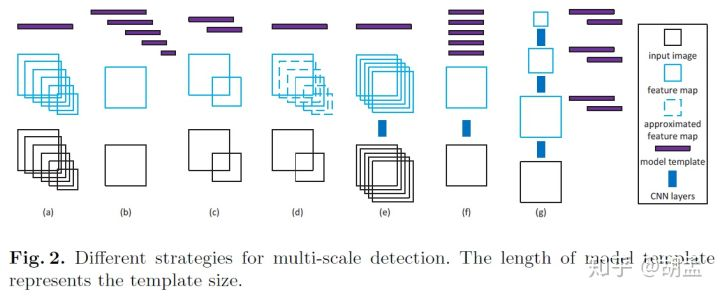 input image
feature map
approximated
feature map
model template
CNN layers
(a) (b) (c) (d) (e) (f) (g)
Fig. 2. Different strategies for multi-scale detection. The length of model template
represents the template size.
知乎 @胡孟